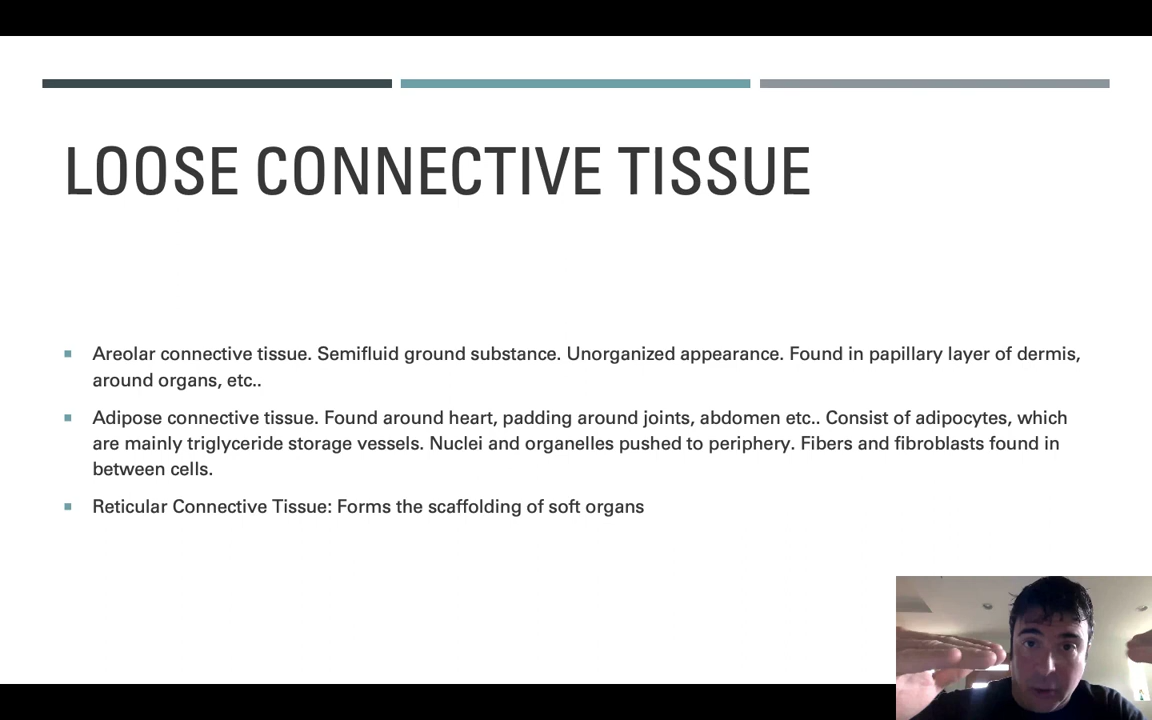 LOOSE CONNECTIVE TISSUE
Areolar connective tissue. Semifluid ground substance. Unorganized appearance. Found in papillary layer of dermis,
around organs, etc..
Adipose connective tissue. Found around heart, padding around joints, abdomen etc.. Consist of adipocytes, which
are mainly triglyceride storage vessels. Nuclei and organelles pushed to periphery. Fibers and fibroblasts found in
between cells.
Reticular Connective Tissue: Forms the scaffolding of soft organs